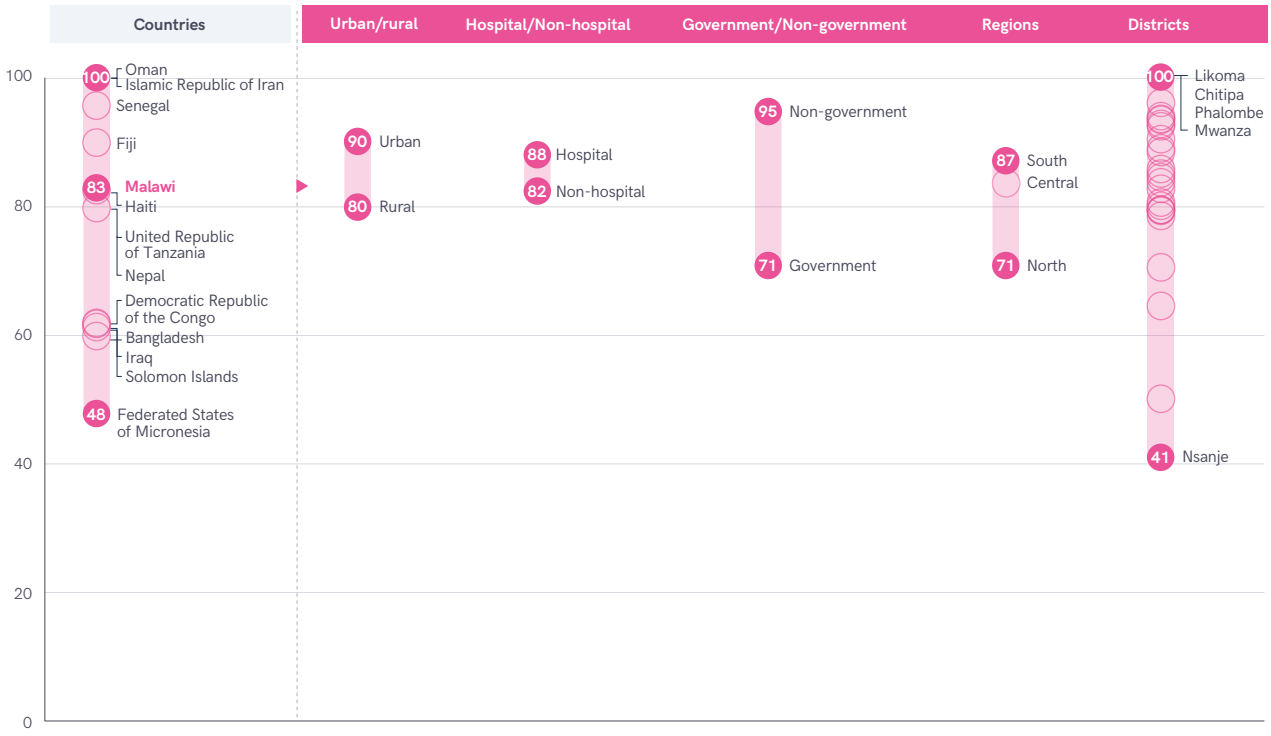 Countries
Urban/rural
Hospital/Non-hospital
Government/Non-government
Regions
Districts
100
80
60
40
20
0
100
Oman
Islamic Republic of Iran
Senegal
Fiji
83
Malawi
Haiti
United Republic
of Tanzania
Nepal
Democratic Republic
of the Congo
Bangladesh
Iraq
Solomon Islands
48
Federated States
of Micronesia
90
Urban
80
Rural
88
Hospital
82
Non-hospital
95
Non-government
71
Government
87
South
Central
71
North
100
Likoma
Chitipa
Phalombe
Mwanza
41
Nsanje